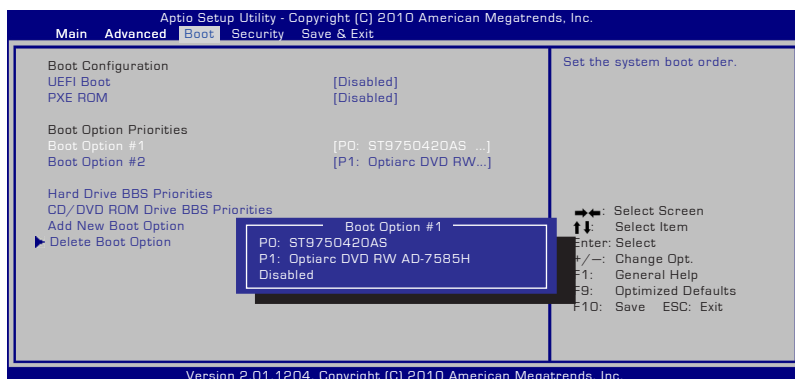 Aptio Setup Utility - Copyright (C) 2010 American Megatrends, Inc.
Main Advanced Boot Security Save & Exit
Boot Configuration
UEFI Boot [Disabled]
PXE ROM [Disabled]
Boot Option Priorities
Boot Option #1 [P0: ST9750420AS ...]
Boot Option #2 [P1: Optiarc DVD RW...]
Hard Drive BBS Priorities
CD/DVD ROM Drive BBS Priorities
Add New Boot Option
Delete Boot Option
Boot Option #1
P0: ST9750420AS
P1: Optiarc DVD RW AD-7585H
Disabled
Set the system boot order.
→←: Select Screen
↑↓: Select Item
Enter: Select
+/—: Change Opt.
F1: General Help
F9: Optimized Defaults
F10: Save ESC: Exit
Version 2.01.1204. Copyright (C) 2010 American Megatrends, Inc.